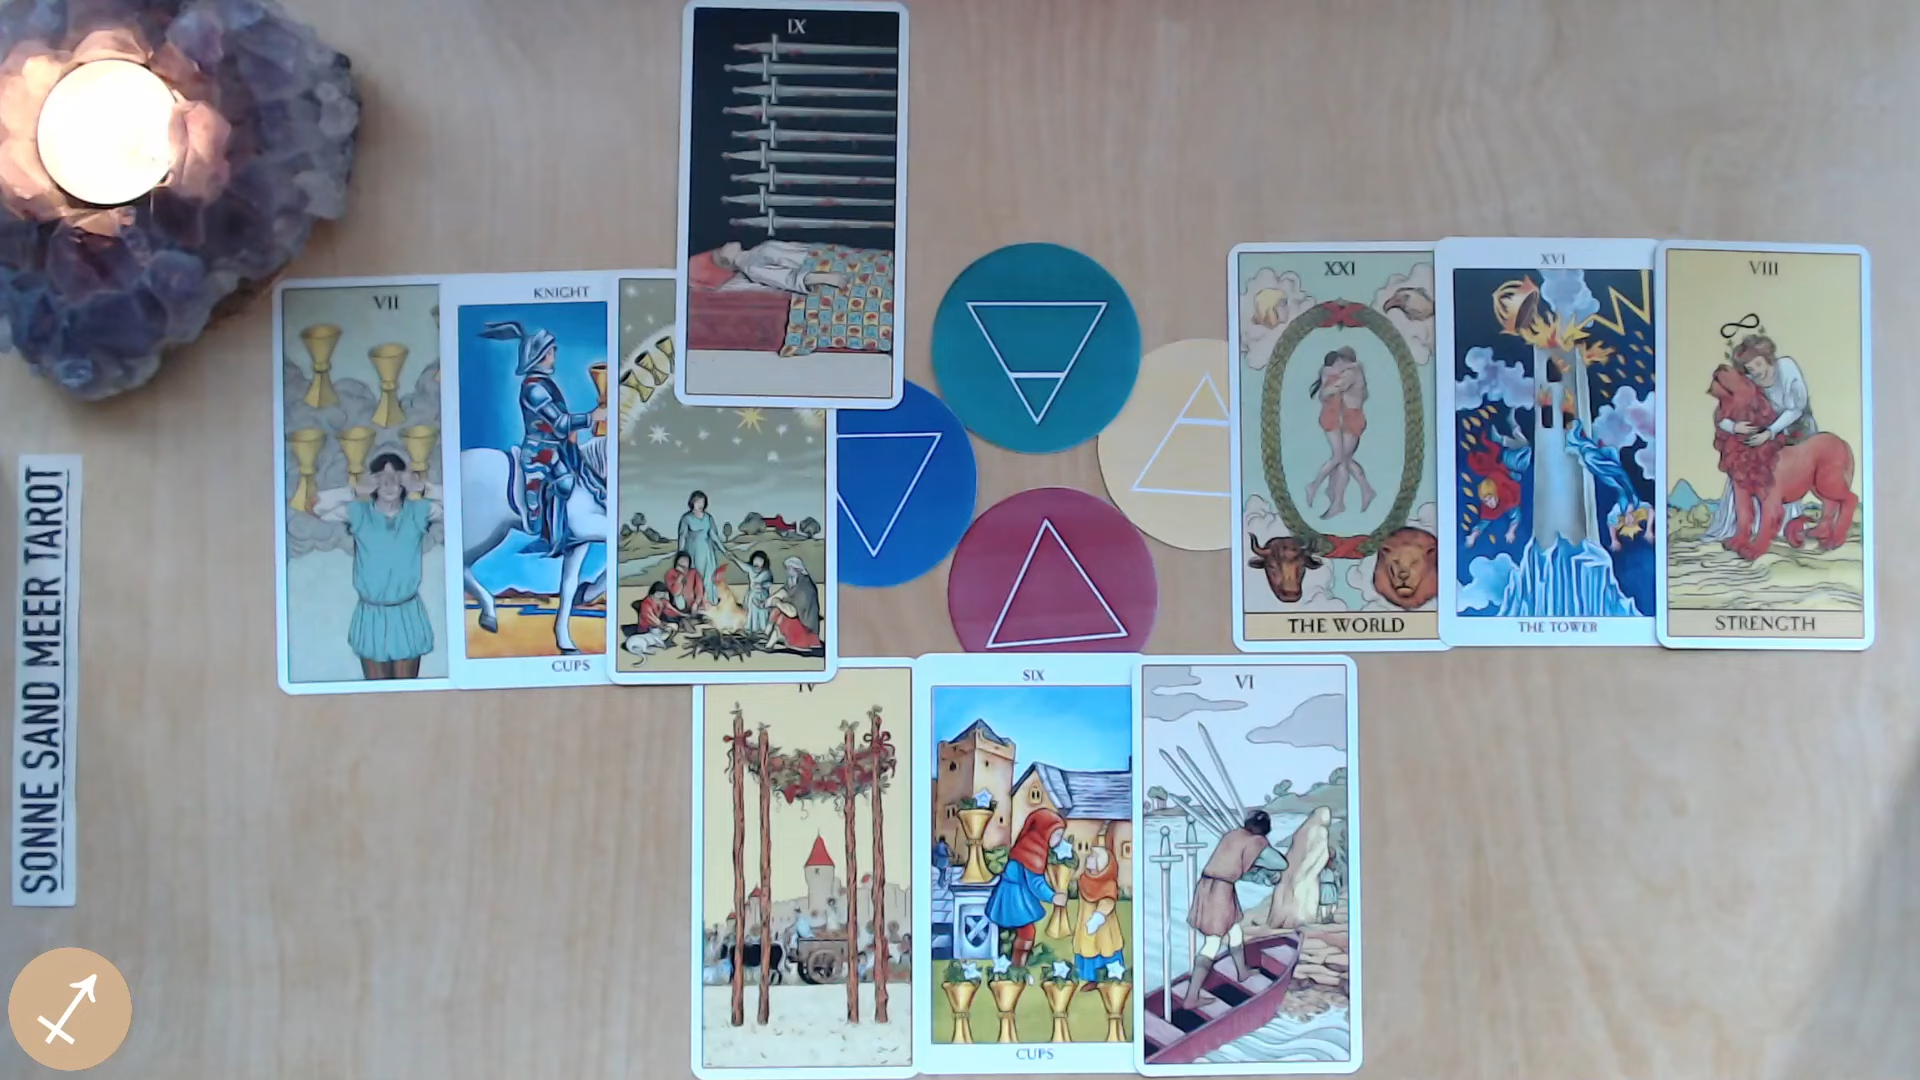 IX
VII
KNIGHT
CUPS
XXI
THE WORLD
XVI
THE TOWER
VIII
STRENGTH
IV
SIX
CUPS
VI
SONNE SAND MEER TAROT